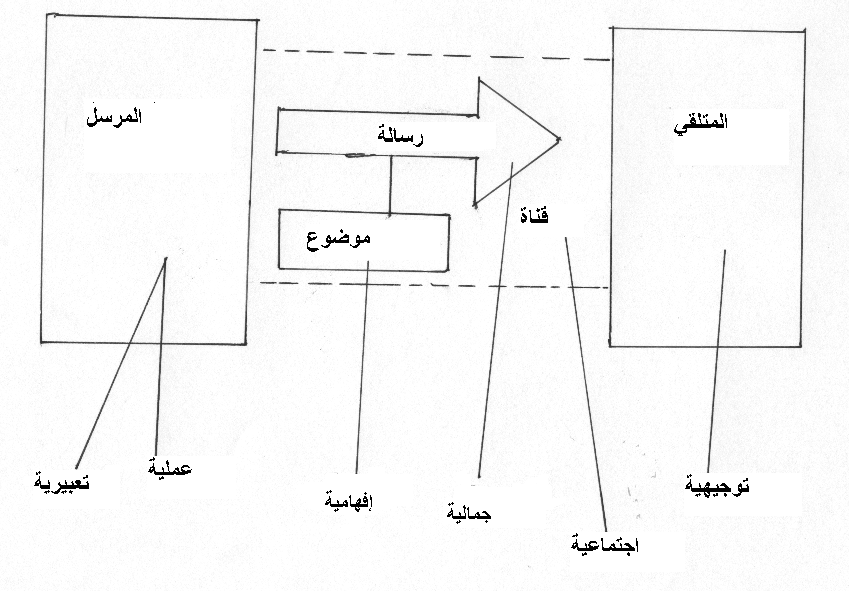 المرسل
رسالة
المتلقي
موضوع
قناة
تعبيرية
عملية
إفهامية
جمالية
اجتماعية
توجيهية